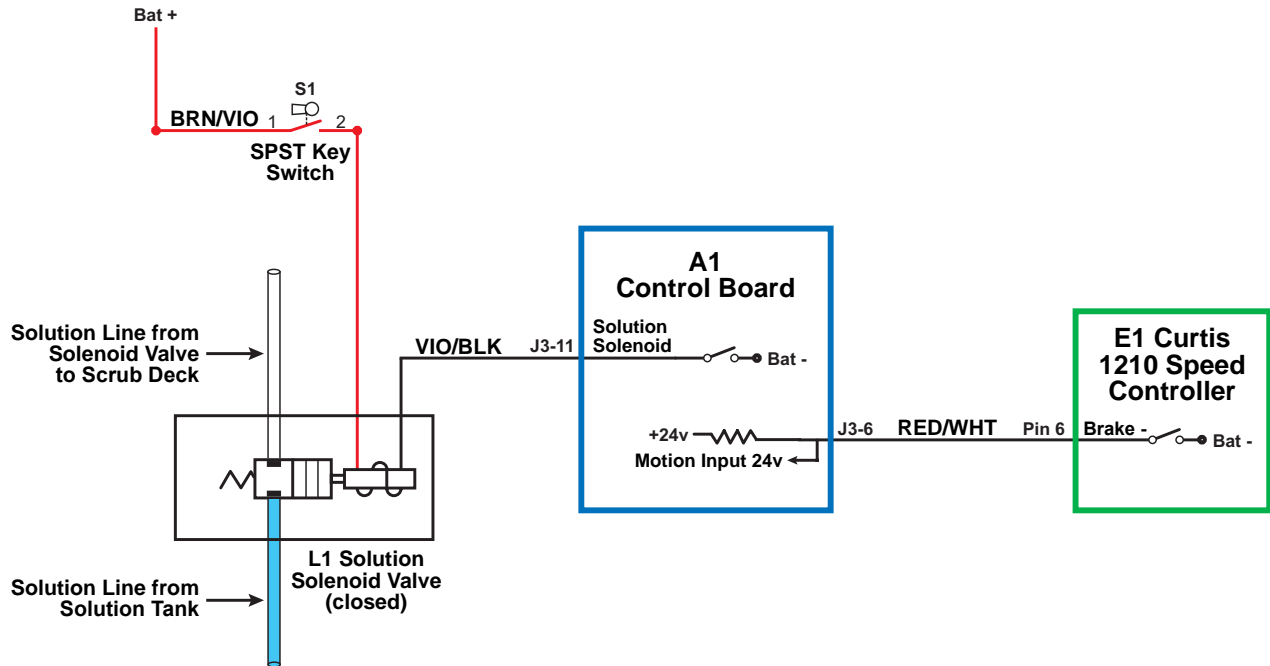 Bat +
S1
BRN/VIO 1 2
SPST Key
Switch
A1
Control Board
Solution
Solenoid
Bat -
+24v
Motion Input 24v
VIO/BLK J3-11
J3-6 RED/WHT Pin 6
E1 Curtis
1210 Speed
Controller
Brake - Bat -
Solution Line from
Solenoid Valve
to Scrub Deck
L1 Solution
Solenoid Valve
(closed)
Solution Line from
Solution Tank